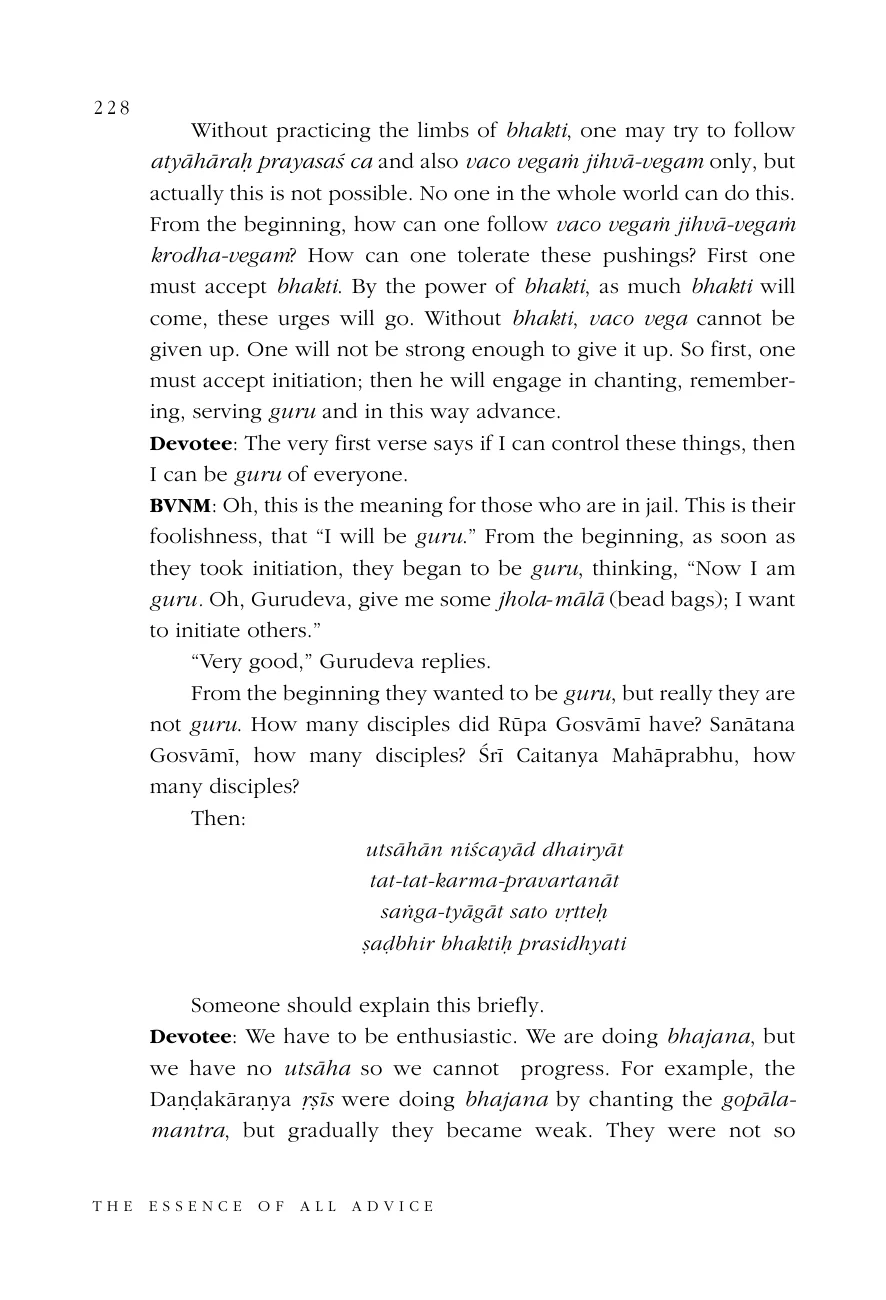 228
Without practicing the limbs of bhakti, one may try to follow
atyāhāraḥ prayasaś ca and also vaco vegaṁ jihvā-vegam only, but
actually this is not possible. No one in the whole world can do this.
From the beginning, how can one follow vaco vegaṁ jihvā-vegaṁ
krodha-vegam? How can one tolerate these pushings? First one
must accept bhakti. By the power of bhakti, as much bhakti will
come, these urges will go. Without bhakti, vaco vega cannot be
given up. One will not be strong enough to give it up. So first, one
must accept initiation; then he will engage in chanting, remember-
ing, serving guru and in this way advance.
Devotee: The very first verse says if I can control these things, then
I can be guru of everyone.
BVNM: Oh, this is the meaning for those who are in jail. This is their
foolishness, that “I will be guru.” From the beginning, as soon as
they took initiation, they began to be guru, thinking, “Now I am
guru. Oh, Gurudeva, give me some jhola-mālā (bead bags); I want
to initiate others.”
“Very good,” Gurudeva replies.
From the beginning they wanted to be guru, but really they are
not guru. How many disciples did Rūpa Gosvāmī have? Sanātana
Gosvāmī, how many disciples? Śrī Caitanya Mahāprabhu, how
many disciples?
Then:
utsāhān niścayād dhairyāt
tat-tat-karma-pravartanāt
saṅga-tyāgāt sato vṛtteḥ
ṣaḍbhir bhaktiḥ prasidhyati
Someone should explain this briefly.
Devotee: We have to be enthusiastic. We are doing bhajana, but
we have no utsāha so we cannot progress. For example, the
Daṇḍakāraṇya ṛṣīs were doing bhajana by chanting the gopāla-
mantra, but gradually they became weak. They were not so
THE ESSENCE OF ALL ADVICE